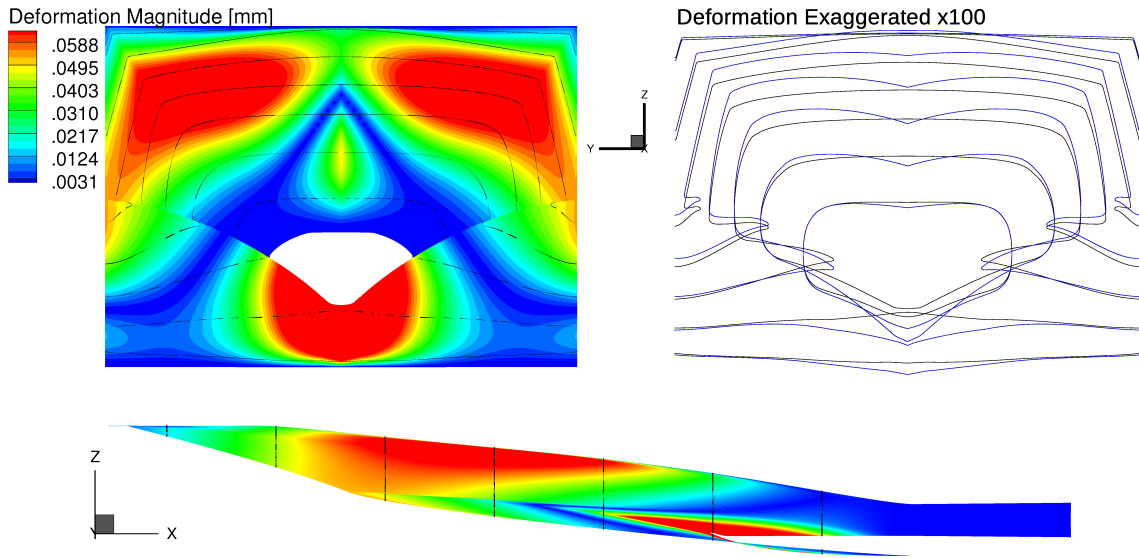 Deformation Magnitude [mm]
.0588
.0495
.0403
.0310
.0217
.0124
.0031
Deformation Exaggerated x100
Z
Y
X
Z
Y
X